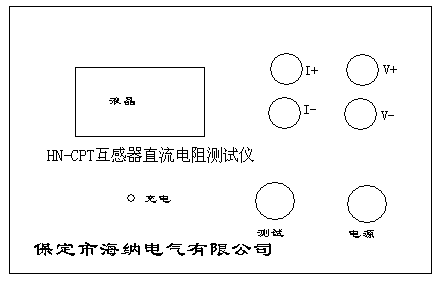 液晶
I+
V+
I-
V-
HN-CPT互感器直流电阻测试仪
充电
测试
电源
保定市海纳电气有限公司